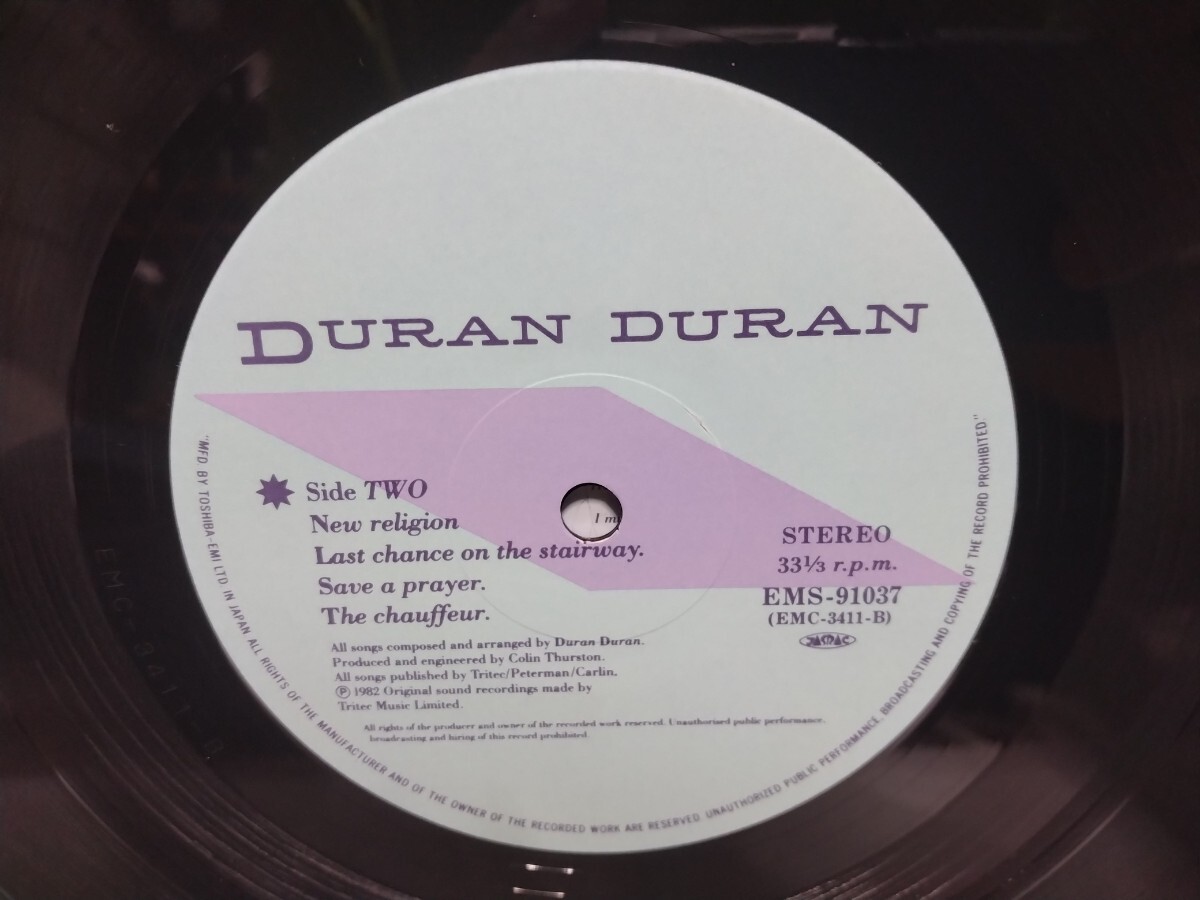 DURAN DURAN
Side TWO
New religion
Last chance on the stairway.
Save a prayer.
The chauffeur.
STEREO
33⅓ r.p.m.
EMS-91037
(EMC-3411-B)
JASRAC
All songs composed and arranged by Duran Duran.
Produced and engineered by Colin Thurston.
All songs published by Tritec/Peterman/Carlin.
Ⓟ 1982 Original sound recordings made by
Tritec Music Limited.
All rights of the producer and owner of the recorded work reserved. Unauthorised public performance,
broadcasting and hiring of this record prohibited.
"MFD. BY TOSHIBA-EMI LTD. IN JAPAN ALL RIGHTS OF THE MANUFACTURER AND OF THE OWNER OF THE RECORDED WORK ARE RESERVED. UNAUTHORIZED PUBLIC PERFORMANCE, BROADCASTING AND COPYING OF THE RECORD PROHIBITED."